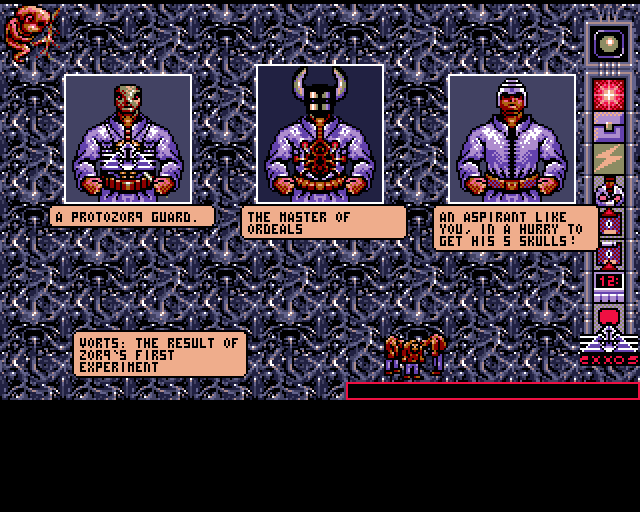 A PROTOZORQ GUARD.
THE MASTER OF
ORDEALS
AN ASPIRANT LIKE
YOU, IN A HURRY TO
GET HIS 5 SKULLS!
12:
VORTS: THE RESULT OF
ZORQ'S FIRST
EXPERIMENT
EXXOS